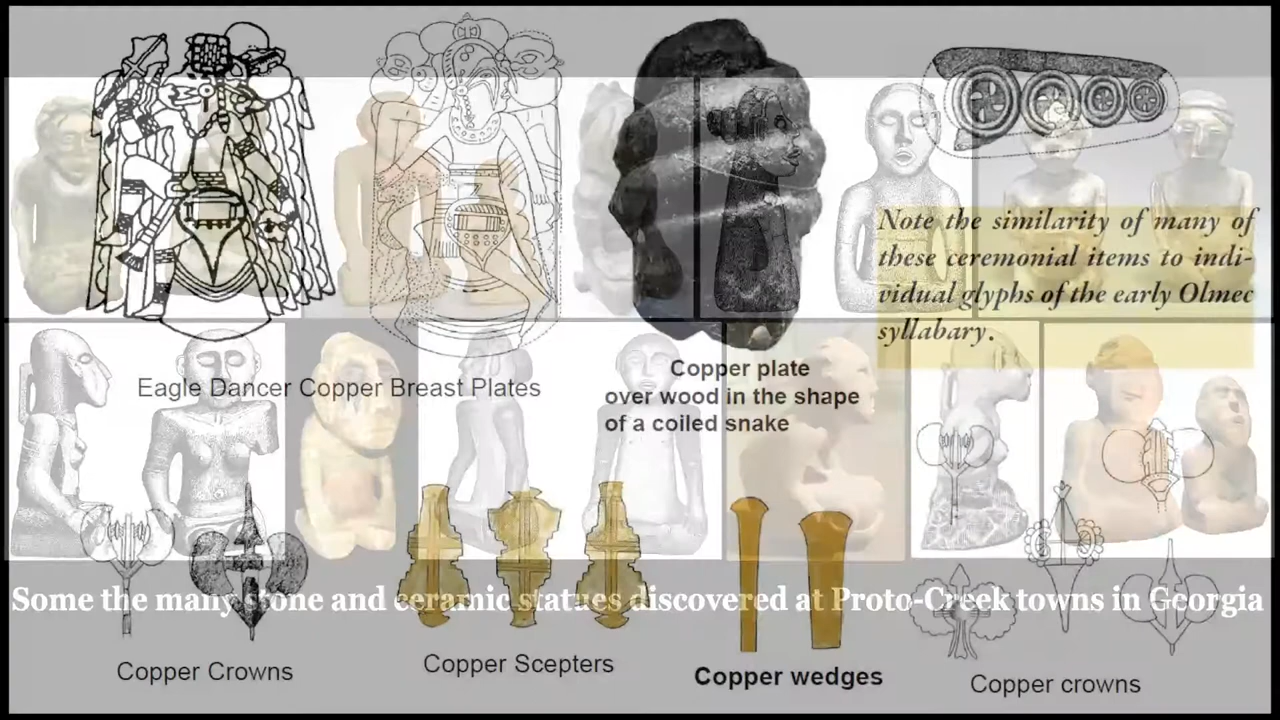 Note the similarity of many of
these ceremonial items to indi-
vidual glyphs of the early Olmec
syllabary.
Eagle Dancer Copper Breast Plates
Copper plate
over wood in the shape
of a coiled snake
Some the many stone and ceramic statues discovered at Proto-Creek towns in Georgia
Copper Crowns
Copper Scepters
Copper wedges
Copper crowns